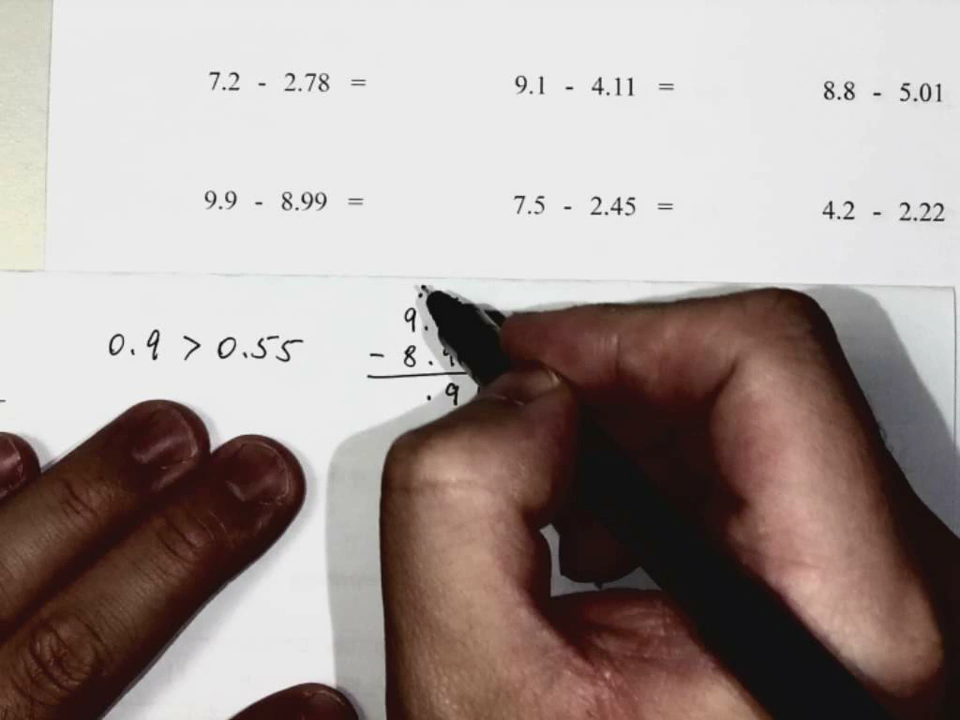 7.2 - 2.78 =
9.1 - 4.11 =
8.8 - 5.01
9.9 - 8.99 =
7.5 - 2.45 =
4.2 - 2.22
0.9 > 0.55
9.
- 8.
.9